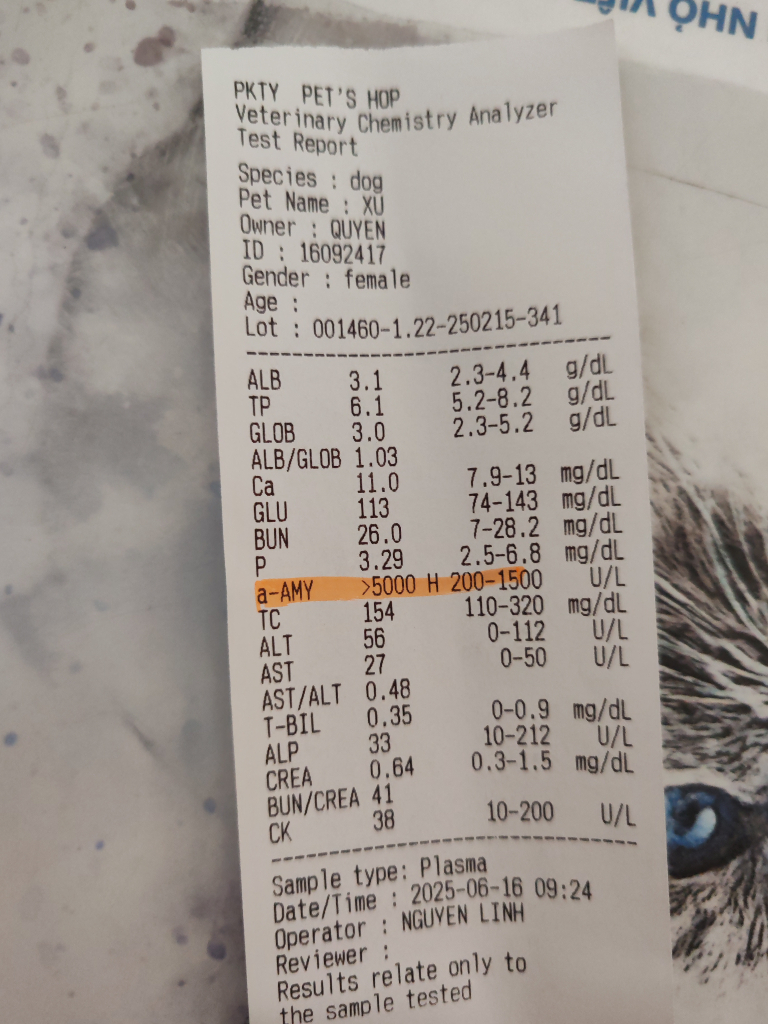 NHỎ VIỆT
PKTY PET'S HOP
Veterinary Chemistry Analyzer
Test Report
Species : dog
Pet Name : XU
Owner : QUYEN
ID : 16092417
Gender : female
Age :
Lot : 001460-1.22-250215-341
ALB 3.1 2.3-4.4 g/dL
TP 6.1 5.2-8.2 g/dL
GLOB 3.0 2.3-5.2 g/dL
ALB/GLOB 1.03
Ca 11.0 7.9-13 mg/dL
GLU 113 74-143 mg/dL
BUN 26.0 7-28.2 mg/dL
P 3.29 2.5-6.8 mg/dL
a-AMY >5000 H 200-1500 U/L
TC 154 110-320 mg/dL
ALT 56 0-112 U/L
AST 27 0-50 U/L
AST/ALT 0.48
T-BIL 0.35 0-0.9 mg/dL
ALP 33 10-212 U/L
CREA 0.64 0.3-1.5 mg/dL
BUN/CREA 41
CK 38 10-200 U/L
Sample type: Plasma
Date/Time : 2025-06-16 09:24
Operator : NGUYEN LINH
Reviewer :
Results relate only to
the sample tested